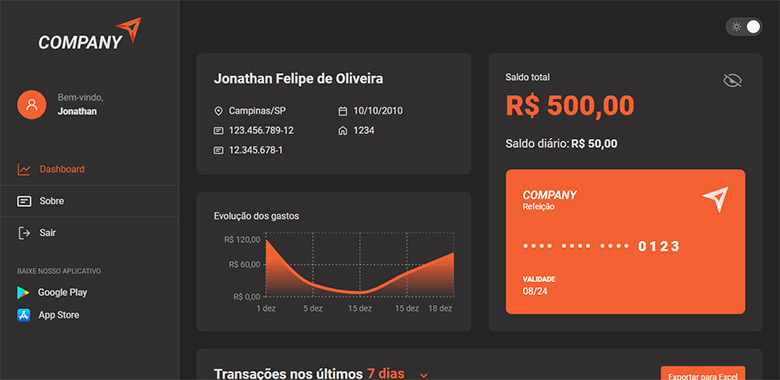 COMPANY
Bem-vindo,
Jonathan
Dashboard
Sobre
Sair
BAIXE NOSSO APLICATIVO
Google Play
App Store
Jonathan Felipe de Oliveira
Campinas/SP
10/10/2010
123.456.789-12
1234
12.345.678-1
Evolução dos gastos
R$ 120,00
R$ 60,00
R$ 0,00
1 dez 5 dez 15 dez 15 dez 18 dez
Saldo total
R$ 500,00
Saldo diário: R$ 50,00
COMPANY
Refeição
•••• •••• •••• 0123
VALIDADE
08/24
Transações nos últimos 7 dias
Exportar para Excel